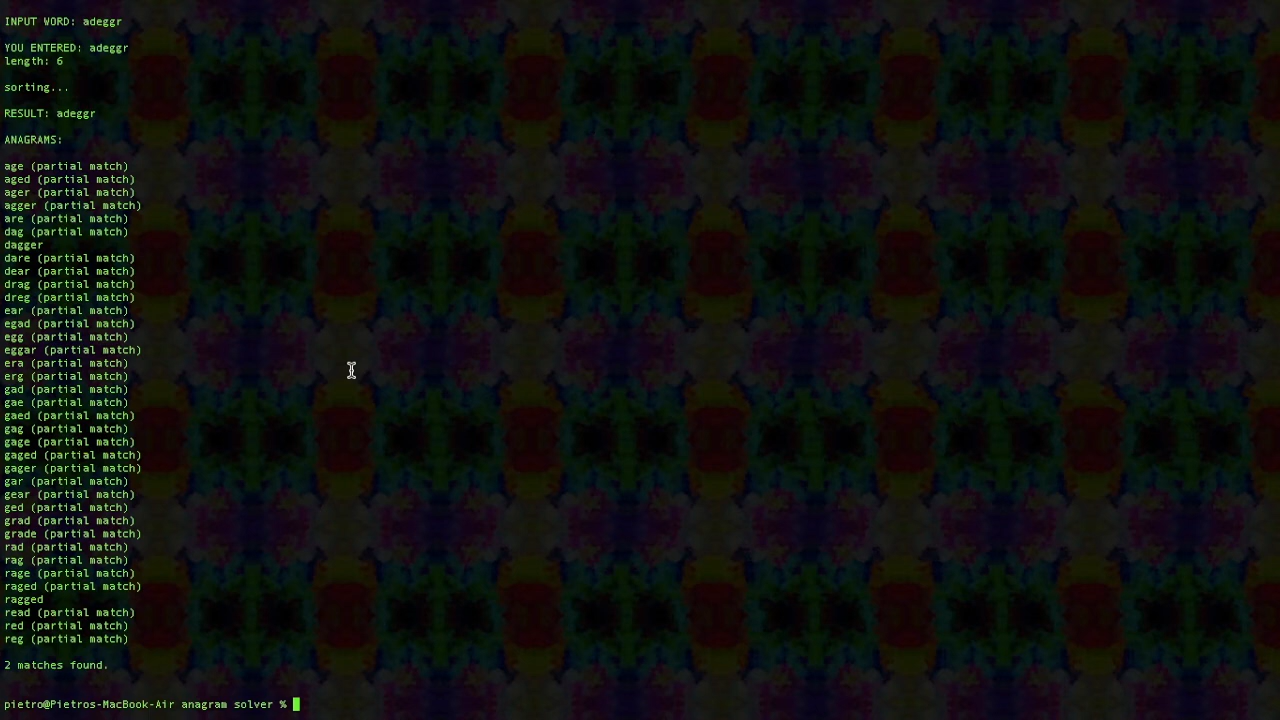 INPUT WORD: adeggr
YOU ENTERED: adeggr
length: 6
sorting...
RESULT: adeggr
ANAGRAMS:
age (partial match)
aged (partial match)
ager (partial match)
agger (partial match)
are (partial match)
dag (partial match)
dagger
dare (partial match)
dear (partial match)
drag (partial match)
dreg (partial match)
ear (partial match)
egad (partial match)
egg (partial match)
eggar (partial match)
era (partial match)
erg (partial match)
gad (partial match)
gae (partial match)
gaed (partial match)
gag (partial match)
gage (partial match)
gaged (partial match)
gager (partial match)
gar (partial match)
gear (partial match)
ged (partial match)
grad (partial match)
grade (partial match)
rad (partial match)
rag (partial match)
rage (partial match)
raged (partial match)
ragged
read (partial match)
red (partial match)
reg (partial match)
2 matches found.
pietro@Pietros-MacBook-Air anagram solver %